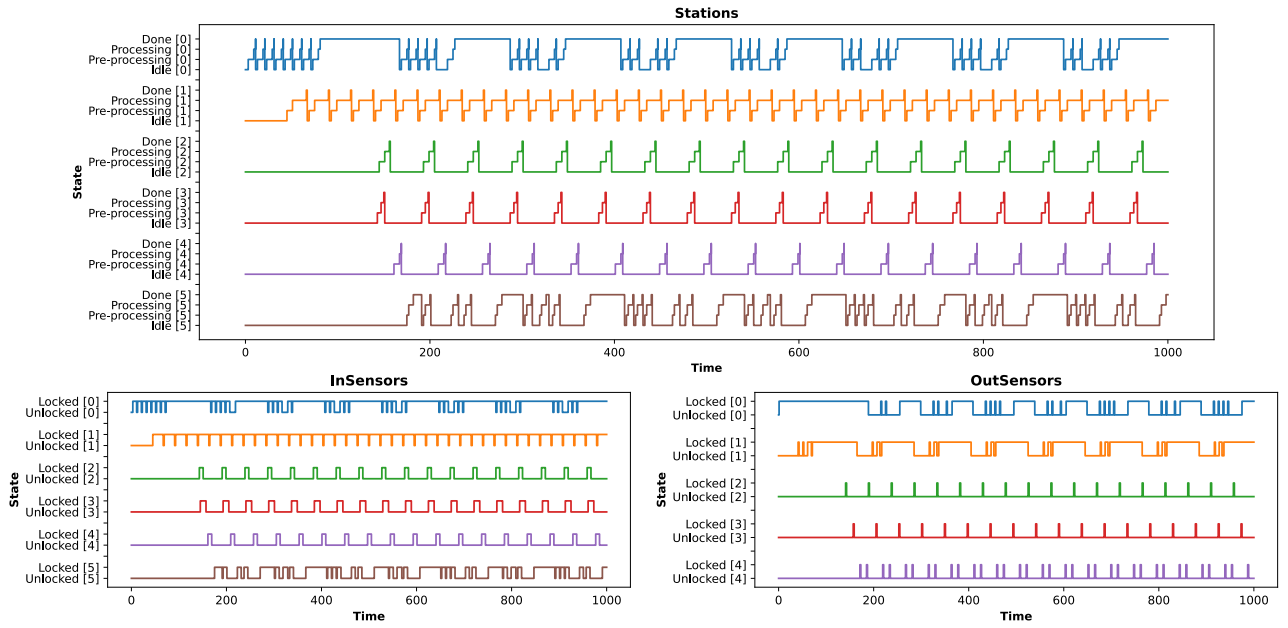 Stations
Done [0]
Processing [0]
Pre-processing [0]
Idle [0]
Done [1]
Processing [1]
Pre-processing [1]
Idle [1]
Done [2]
Processing [2]
Pre-processing [2]
Idle [2]
Done [3]
Processing [3]
Pre-processing [3]
Idle [3]
Done [4]
Processing [4]
Pre-processing [4]
Idle [4]
Done [5]
Processing [5]
Pre-processing [5]
Idle [5]
State
0 200 400 600 800 1000
Time
InSensors
Locked [0]
Unlocked [0]
Locked [1]
Unlocked [1]
Locked [2]
Unlocked [2]
Locked [3]
Unlocked [3]
Locked [4]
Unlocked [4]
Locked [5]
Unlocked [5]
State
0 200 400 600 800 1000
Time
OutSensors
Locked [0]
Unlocked [0]
Locked [1]
Unlocked [1]
Locked [2]
Unlocked [2]
Locked [3]
Unlocked [3]
Locked [4]
Unlocked [4]
State
0 200 400 600 800 1000
Time